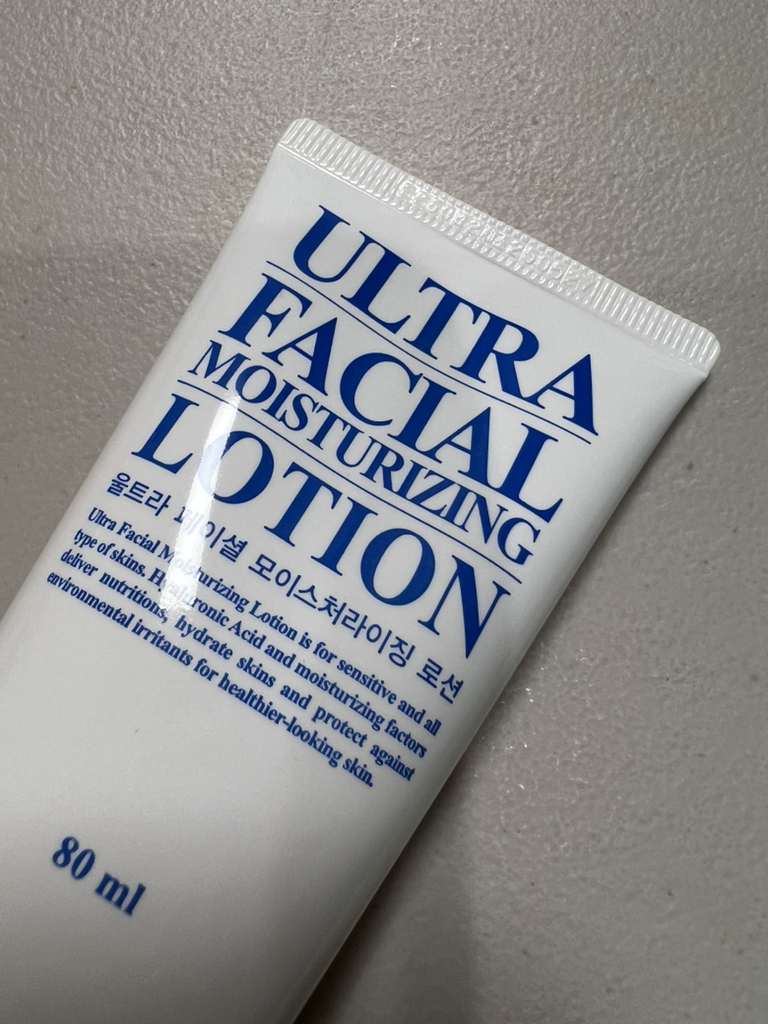 ULTRA
FACIAL
MOISTURIZING
LOTION
울트라 페이셜 모이스처라이징 로션
Ultra Facial Moisturizing Lotion is for sensitive and all
type of skins. Hyaluronic Acid and moisturizing factors
deliver nutritions, hydrate skins and protect against
environmental irritants for healthier-looking skin.
80 ml